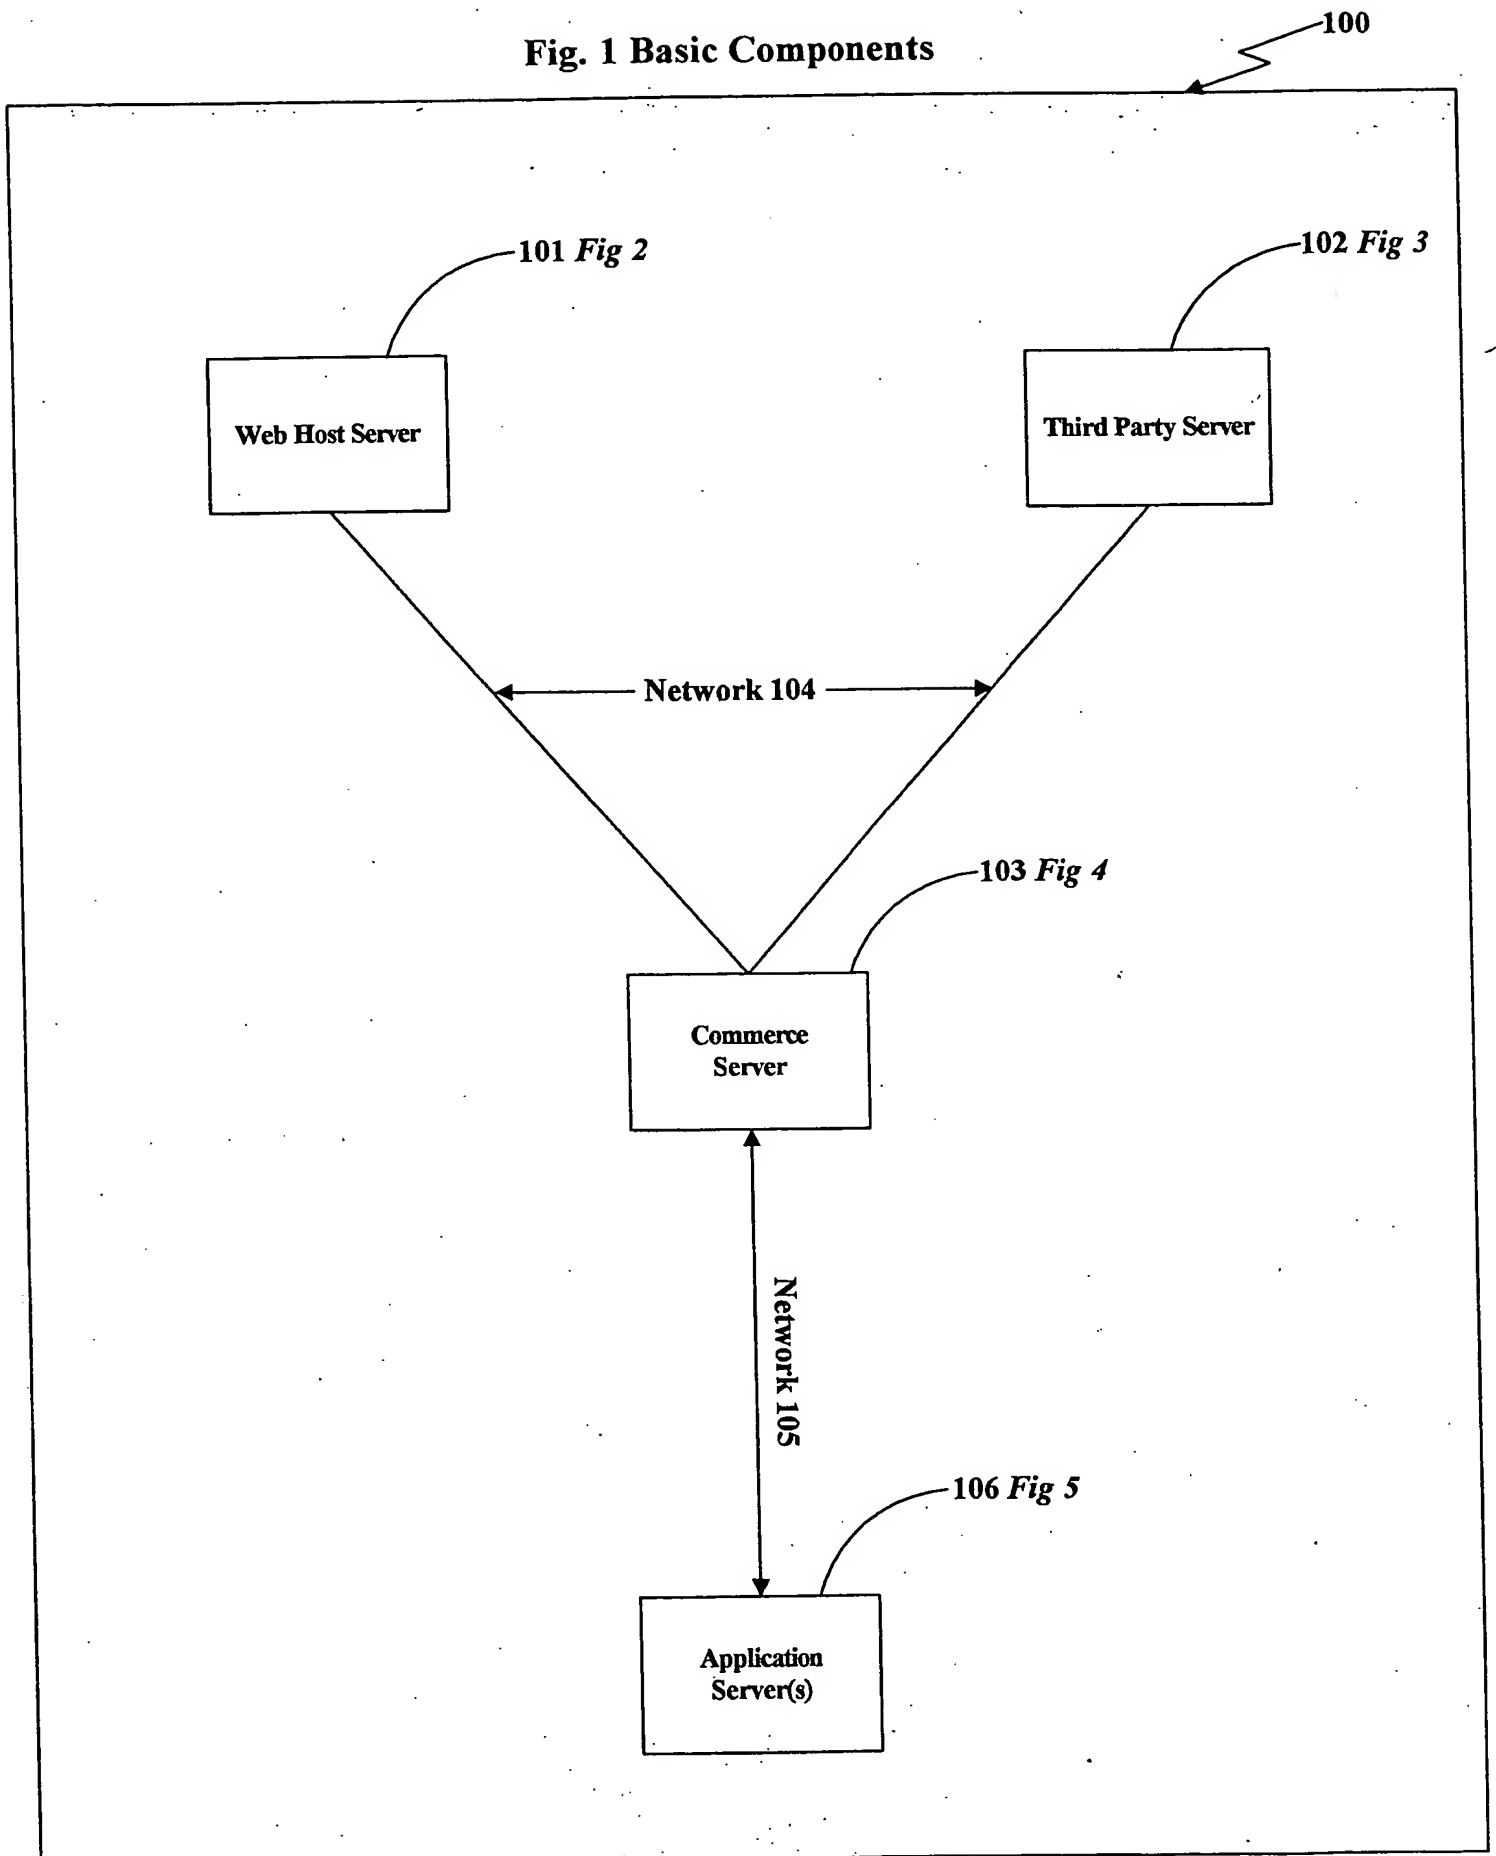 100
Fig. 1 Basic Components
101 Fig 2
102 Fig 3
Web Host Server
Third Party Server
Network 104
103 Fig 4
Commerce
Server
Network 105
106 Fig 5
Application
Server(s)